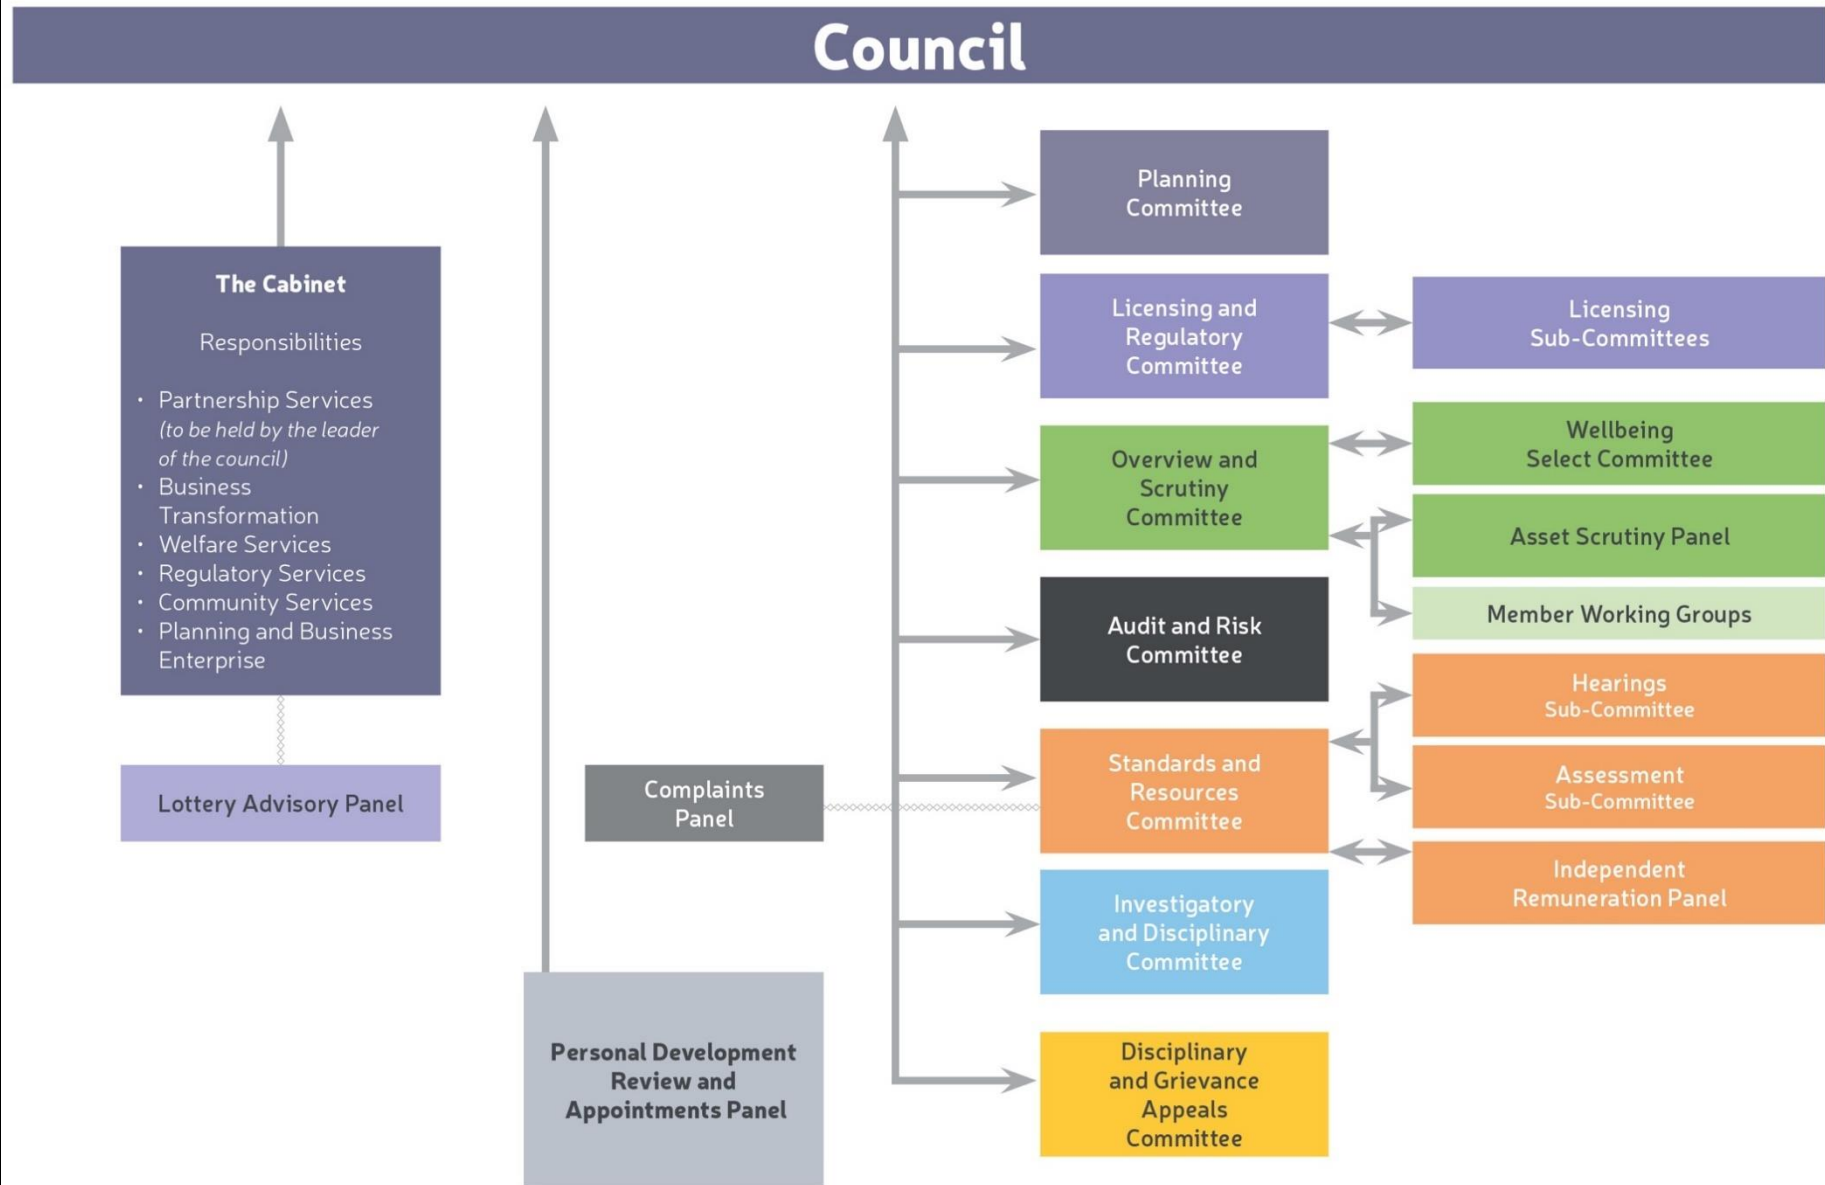 Council
The Cabinet
Responsibilities
• Partnership Services
(to be held by the leader
of the council)
• Business
Transformation
• Welfare Services
• Regulatory Services
• Community Services
• Planning and Business
Enterprise
Lottery Advisory Panel
Complaints
Panel
Personal Development
Review and
Appointments Panel
Planning
Committee
Licensing and
Regulatory
Committee
Licensing
Sub-Committees
Overview and
Scrutiny
Committee
Wellbeing
Select Committee
Asset Scrutiny Panel
Member Working Groups
Audit and Risk
Committee
Standards and
Resources
Committee
Hearings
Sub-Committee
Assessment
Sub-Committee
Independent
Remuneration Panel
Investigatory
and Disciplinary
Committee
Disciplinary
and Grievance
Appeals
Committee